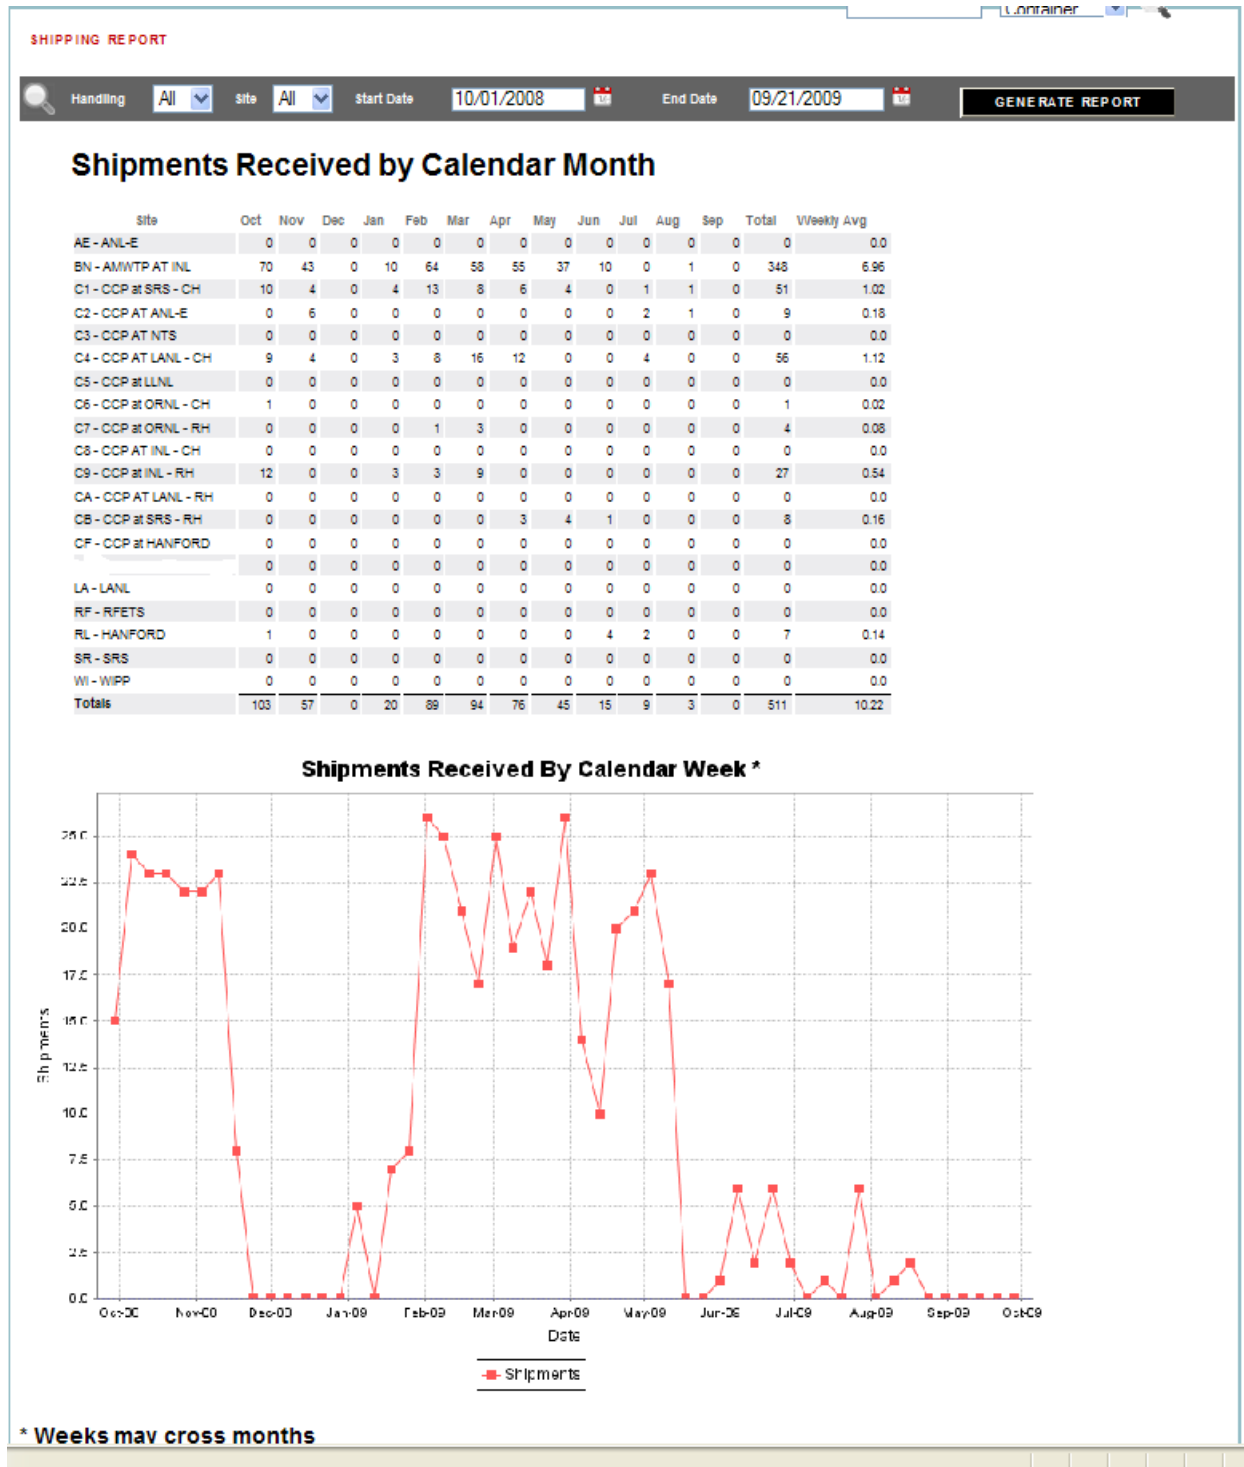 Container
SHIPPING REPORT
Handling All Site All Start Date 10/01/2008 End Date 09/21/2009 GENERATE REPORT
Shipments Received by Calendar Month
Site Oct Nov Dec Jan Feb Mar Apr May Jun Jul Aug Sep Total Weekly Avg
AE - ANL-E 0 0 0 0 0 0 0 0 0 0 0 0 0 0.0
BN - AMWTP AT INL 70 43 0 10 64 58 55 37 10 0 1 0 348 6.96
C1 - CCP at SRS - CH 10 4 0 4 13 8 6 4 0 1 1 0 51 1.02
C2 - CCP AT ANL-E 0 6 0 0 0 0 0 0 0 2 1 0 9 0.18
C3 - CCP AT NTS 0 0 0 0 0 0 0 0 0 0 0 0 0 0.0
C4 - CCP AT LANL - CH 9 4 0 3 8 16 12 0 0 4 0 0 56 1.12
C5 - CCP at LLNL 0 0 0 0 0 0 0 0 0 0 0 0 0 0.0
C6 - CCP at ORNL - CH 1 0 0 0 0 0 0 0 0 0 0 0 1 0.02
C7 - CCP at ORNL - RH 0 0 0 0 1 3 0 0 0 0 0 0 4 0.08
C8 - CCP AT INL - CH 0 0 0 0 0 0 0 0 0 0 0 0 0 0.0
C9 - CCP at INL - RH 12 0 0 3 3 9 0 0 0 0 0 0 27 0.54
CA - CCP AT LANL - RH 0 0 0 0 0 0 0 0 0 0 0 0 0 0.0
CB - CCP at SRS - RH 0 0 0 0 0 0 3 4 1 0 0 0 8 0.16
CF - CCP at HANFORD 0 0 0 0 0 0 0 0 0 0 0 0 0 0.0
0 0 0 0 0 0 0 0 0 0 0 0 0 0.0
LA - LANL 0 0 0 0 0 0 0 0 0 0 0 0 0 0.0
RF - RFETS 0 0 0 0 0 0 0 0 0 0 0 0 0 0.0
RL - HANFORD 1 0 0 0 0 0 0 0 4 2 0 0 7 0.14
SR - SRS 0 0 0 0 0 0 0 0 0 0 0 0 0 0.0
WI - WIPP 0 0 0 0 0 0 0 0 0 0 0 0 0 0.0
Totals 103 57 0 20 89 94 76 45 15 9 3 0 511 10.22
Shipments Received By Calendar Week *
25.0
22.5
20.0
17.5
15.0
12.5
10.0
7.5
5.0
2.5
0.0
Shipments
Oct-08 Nov-08 Dec-08 Jan-09 Feb-09 Mar-09 Apr-09 May-09 Jun-09 Jul-09 Aug-09 Sep-09 Oct-09
Date
Shipments
* Weeks may cross months